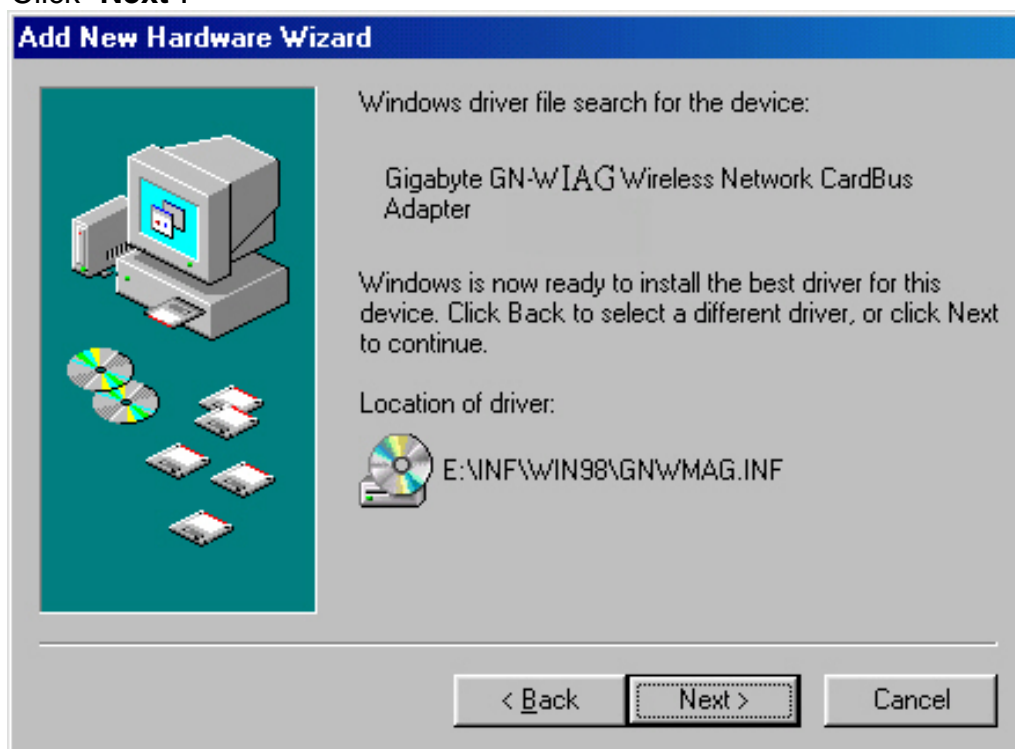 Click "Next".
Add New Hardware Wizard
Windows driver file search for the device:
Gigabyte GN-WIAG Wireless Network CardBus
Adapter
Windows is now ready to install the best driver for this
device. Click Back to select a different driver, or click Next
to continue.
Location of driver:
E:\INF\WIN98\GNWMAG.INF
< Back Next > Cancel